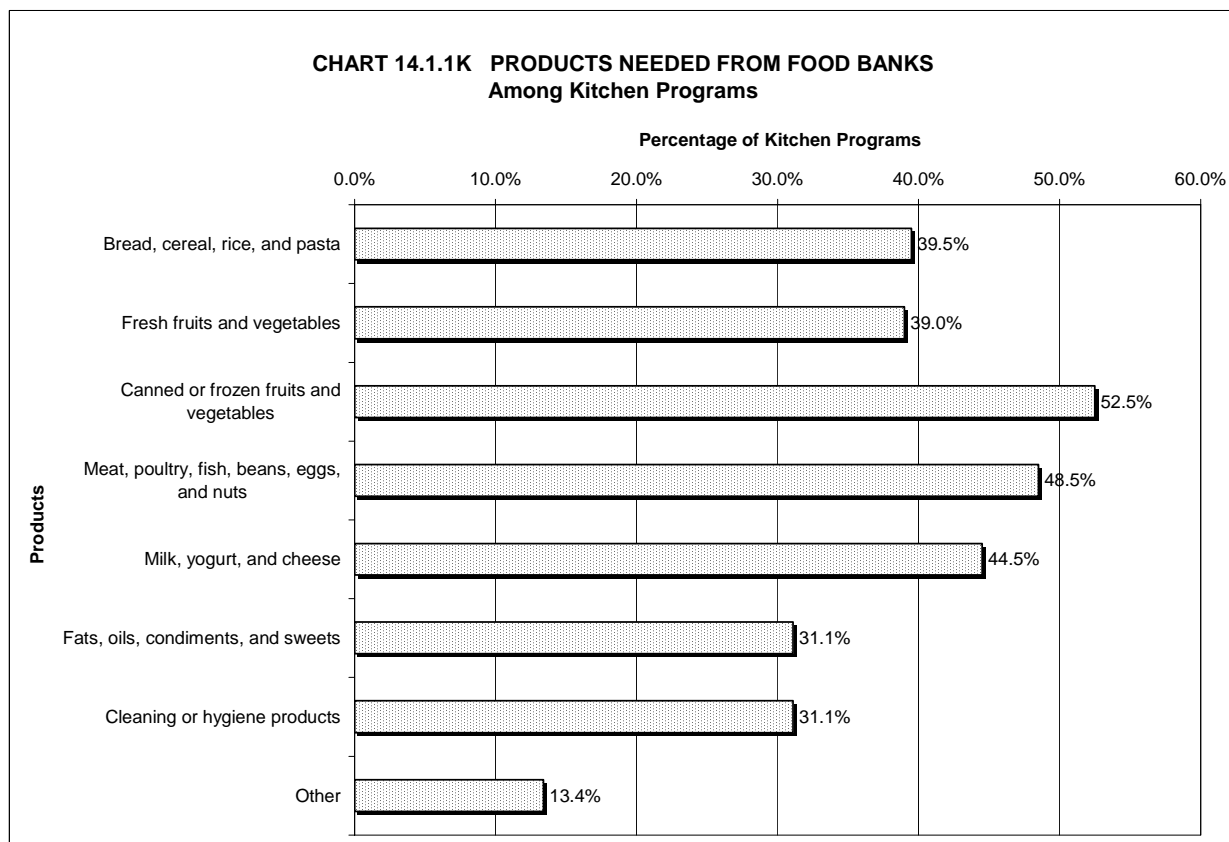 CHART 14.1.1K PRODUCTS NEEDED FROM FOOD BANKS
Among Kitchen Programs
Percentage of Kitchen Programs
0.0% 10.0% 20.0% 30.0% 40.0% 50.0% 60.0%
Products
Bread, cereal, rice, and pasta 39.5%
Fresh fruits and vegetables 39.0%
Canned or frozen fruits and
vegetables 52.5%
Meat, poultry, fish, beans, eggs,
and nuts 48.5%
Milk, yogurt, and cheese 44.5%
Fats, oils, condiments, and sweets 31.1%
Cleaning or hygiene products 31.1%
Other 13.4%